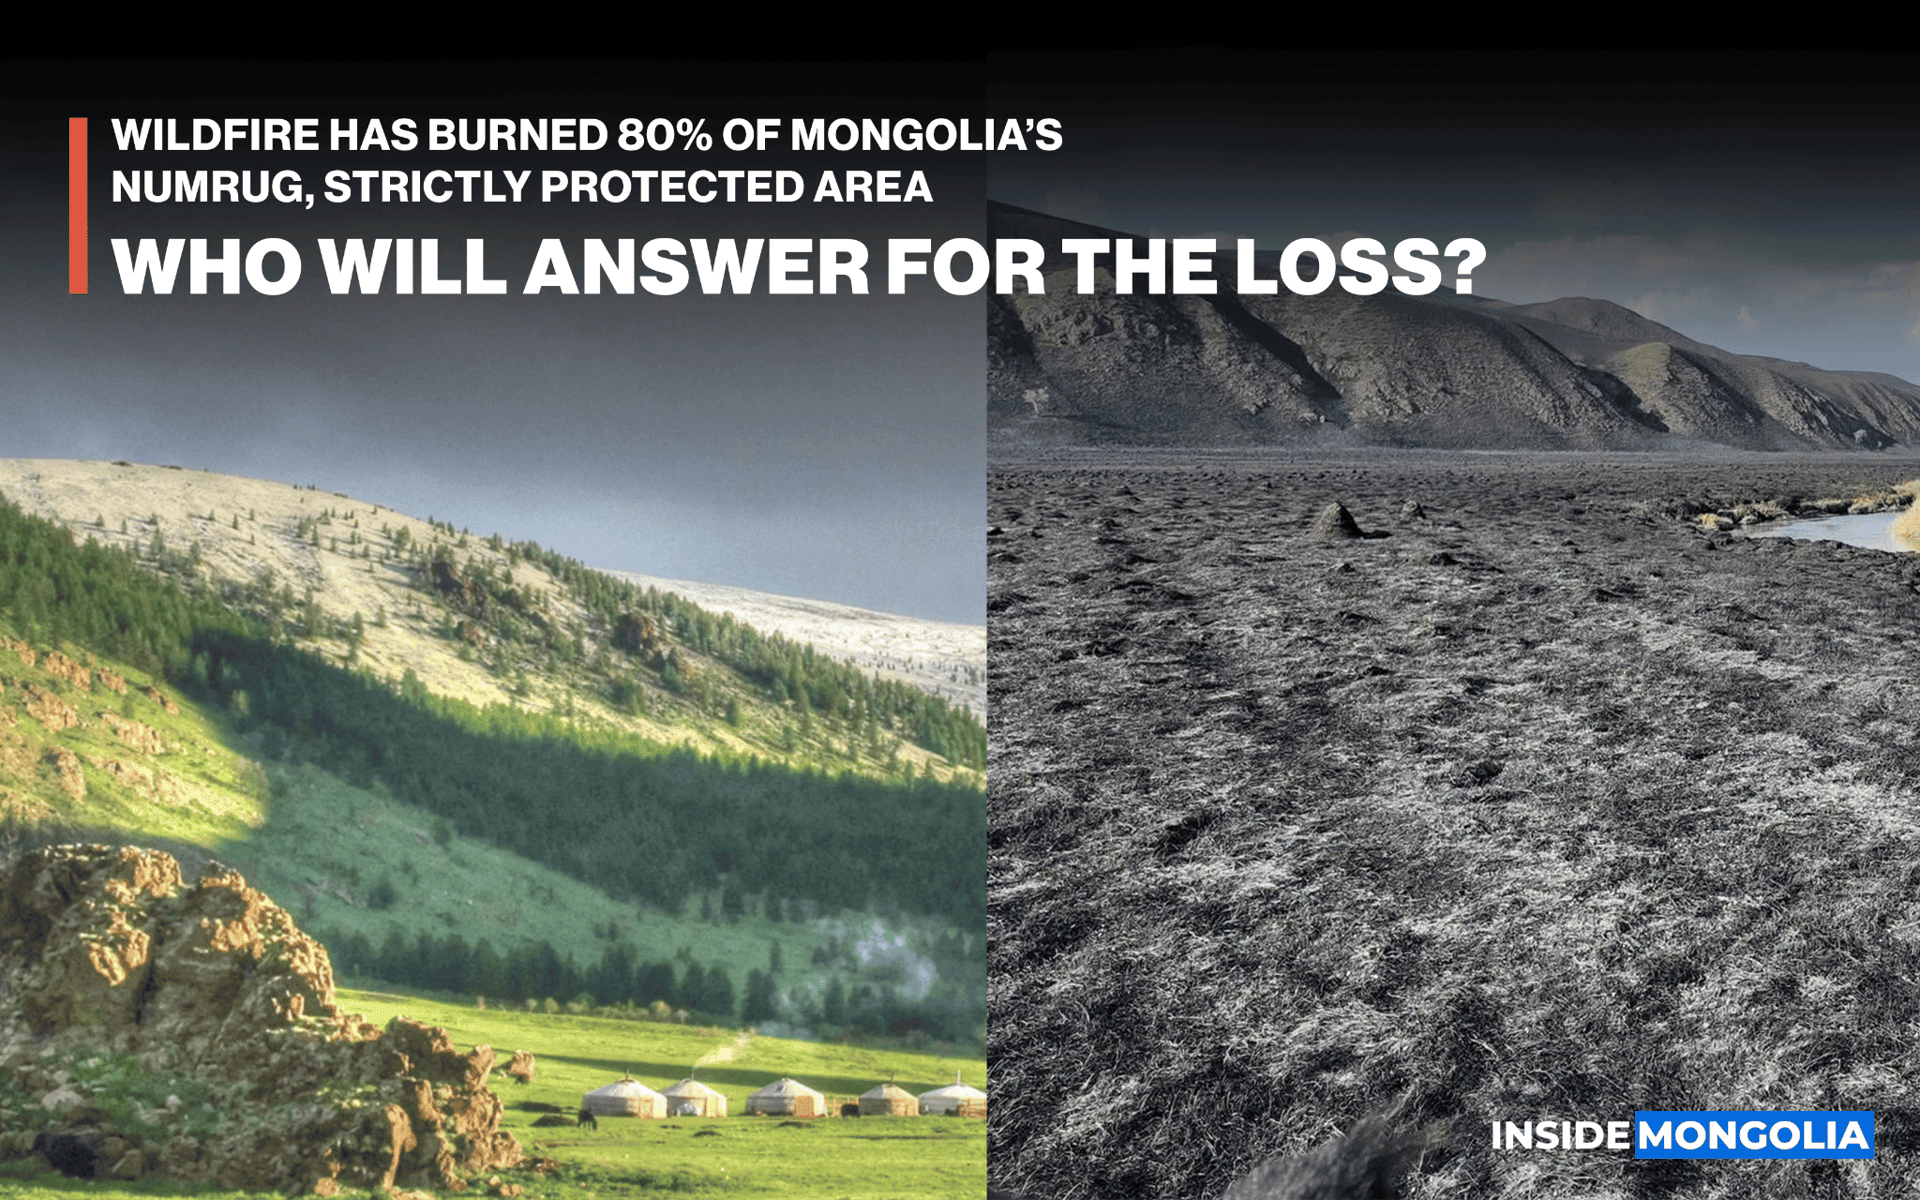 WILDFIRE HAS BURNED 80% OF MONGOLIA’S
NUMRUG, STRICTLY PROTECTED AREA
WHO WILL ANSWER FOR THE LOSS?
INSIDE MONGOLIA